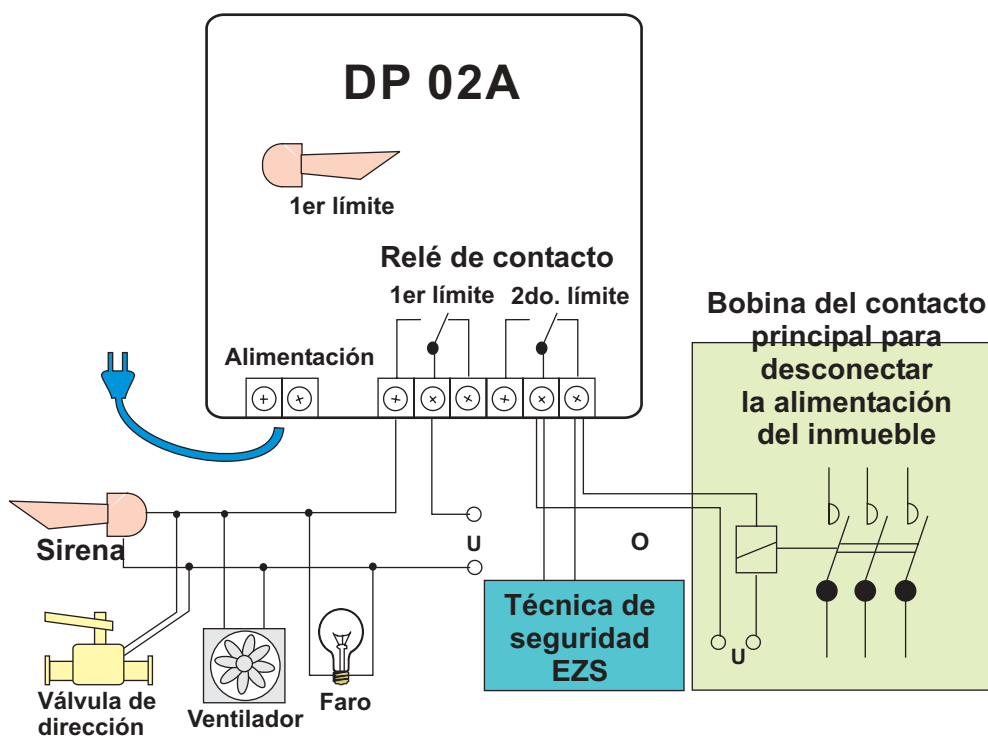 DP 02A
1er límite
Relé de contacto
1er límite
2do. límite
Alimentación
Bobina del contacto
principal para
desconectar
la alimentación
del inmueble
Sirena
U
O
Técnica de
seguridad
EZS
U
Válvula de
dirección
Ventilador
Faro